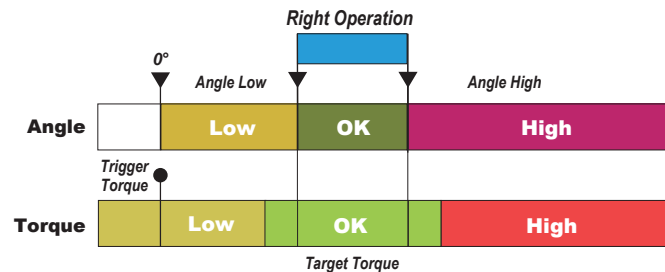 Right Operation
0°
Angle Low
Angle High
Angle
Low
OK
High
Trigger
Torque
Torque
Low
OK
High
Target Torque